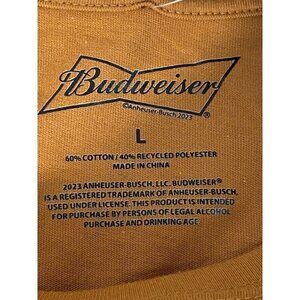 Budweiser®
©Anheuser-Busch 2023
L
60% COTTON / 40% RECYCLED POLYESTER
MADE IN CHINA
2023 ANHEUSER-BUSCH, LLC. BUDWEISER®
IS A REGISTERED TRADEMARK OF ANHEUSER-BUSCH,
USED UNDER LICENSE. THIS PRODUCT IS INTENDED
FOR PURCHASE BY PERSONS OF LEGAL ALCOHOL
PURCHASE AND DRINKING AGE.